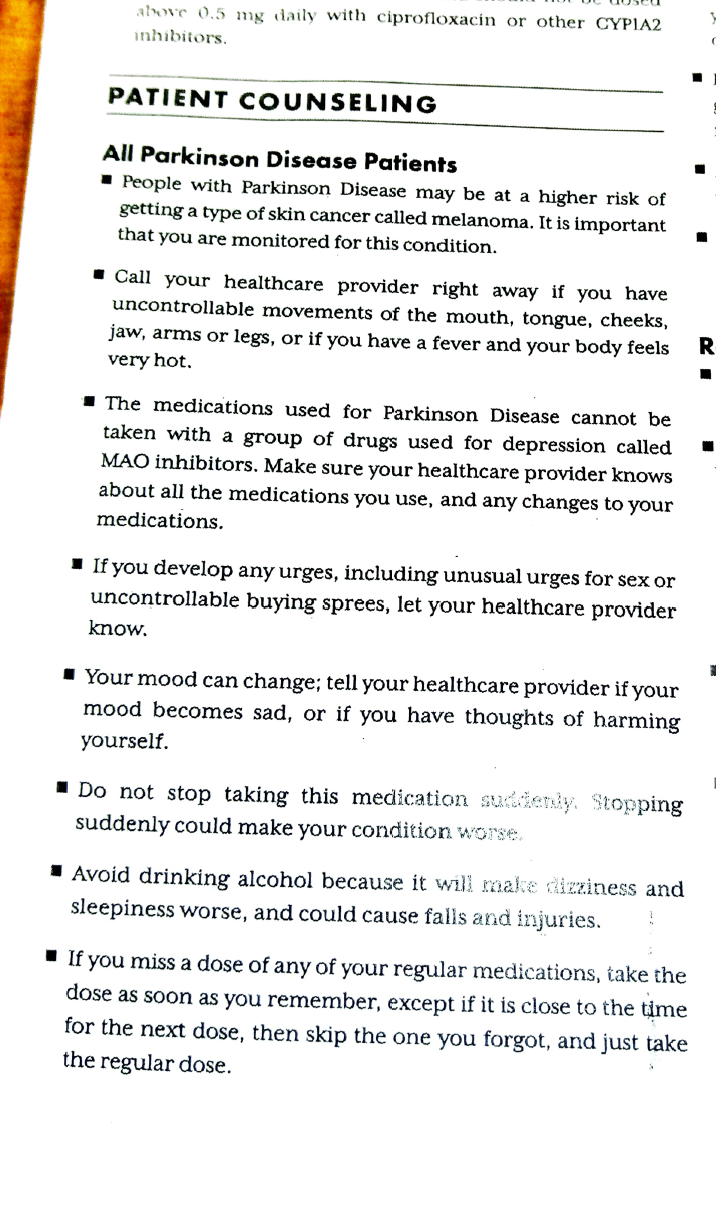 above 0.5 mg daily with ciprofloxacin or other CYP1A2
inhibitors.
PATIENT COUNSELING
All Parkinson Disease Patients
■ People with Parkinson Disease may be at a higher risk of
getting a type of skin cancer called melanoma. It is important
that you are monitored for this condition.
■ Call your healthcare provider right away if you have
uncontrollable movements of the mouth, tongue, cheeks,
jaw, arms or legs, or if you have a fever and your body feels
very hot.
■ The medications used for Parkinson Disease cannot be
taken with a group of drugs used for depression called
MAO inhibitors. Make sure your healthcare provider knows
about all the medications you use, and any changes to your
medications.
■ If you develop any urges, including unusual urges for sex or
uncontrollable buying sprees, let your healthcare provider
know.
■ Your mood can change; tell your healthcare provider if your
mood becomes sad, or if you have thoughts of harming
yourself.
■ Do not stop taking this medication suddenly. Stopping
suddenly could make your condition worse.
■ Avoid drinking alcohol because it will make dizziness and
sleepiness worse, and could cause falls and injuries.
■ If you miss a dose of any of your regular medications, take the
dose as soon as you remember, except if it is close to the time
for the next dose, then skip the one you forgot, and just take
the regular dose.